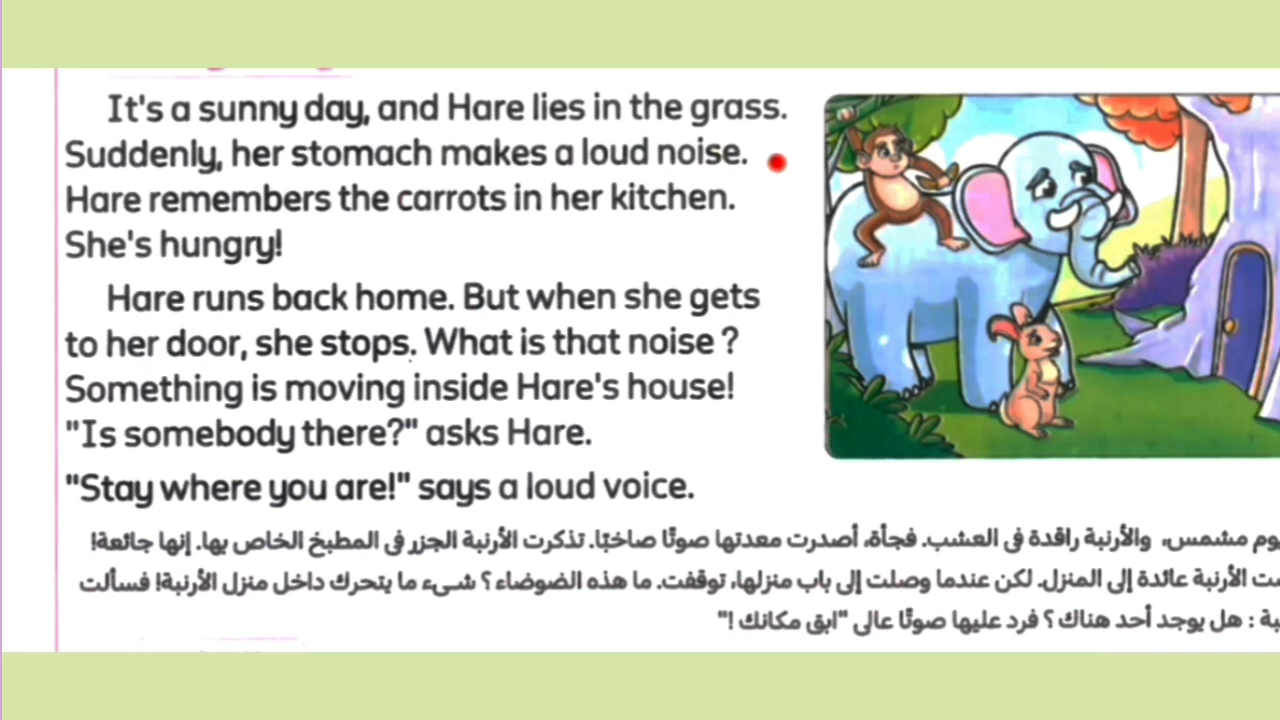 It's a sunny day, and Hare lies in the grass.
Suddenly, her stomach makes a loud noise.
Hare remembers the carrots in her kitchen.
She's hungry!
Hare runs back home. But when she gets
to her door, she stops. What is that noise ?
Something is moving inside Hare's house!
"Is somebody there?" asks Hare.
"Stay where you are!" says a loud voice.
مشمس، والأرنبة راقدة فى العشب. فجأة، أصدرت معدتها صوتًا صاخبًا. تذكرت الأرنبة الجزر فى المطبخ الخاص بها. إنها جائعة!
الأرنبة عائدة إلى المنزل. لكن عندما وصلت إلى باب منزلها، توقفت. ما هذه الضوضاء ؟ شىء ما يتحرك داخل منزل الأرنبة! فسألت
: هل يوجد أحد هناك ؟ فرد عليها صوتًا عالى "ابق مكانك !"